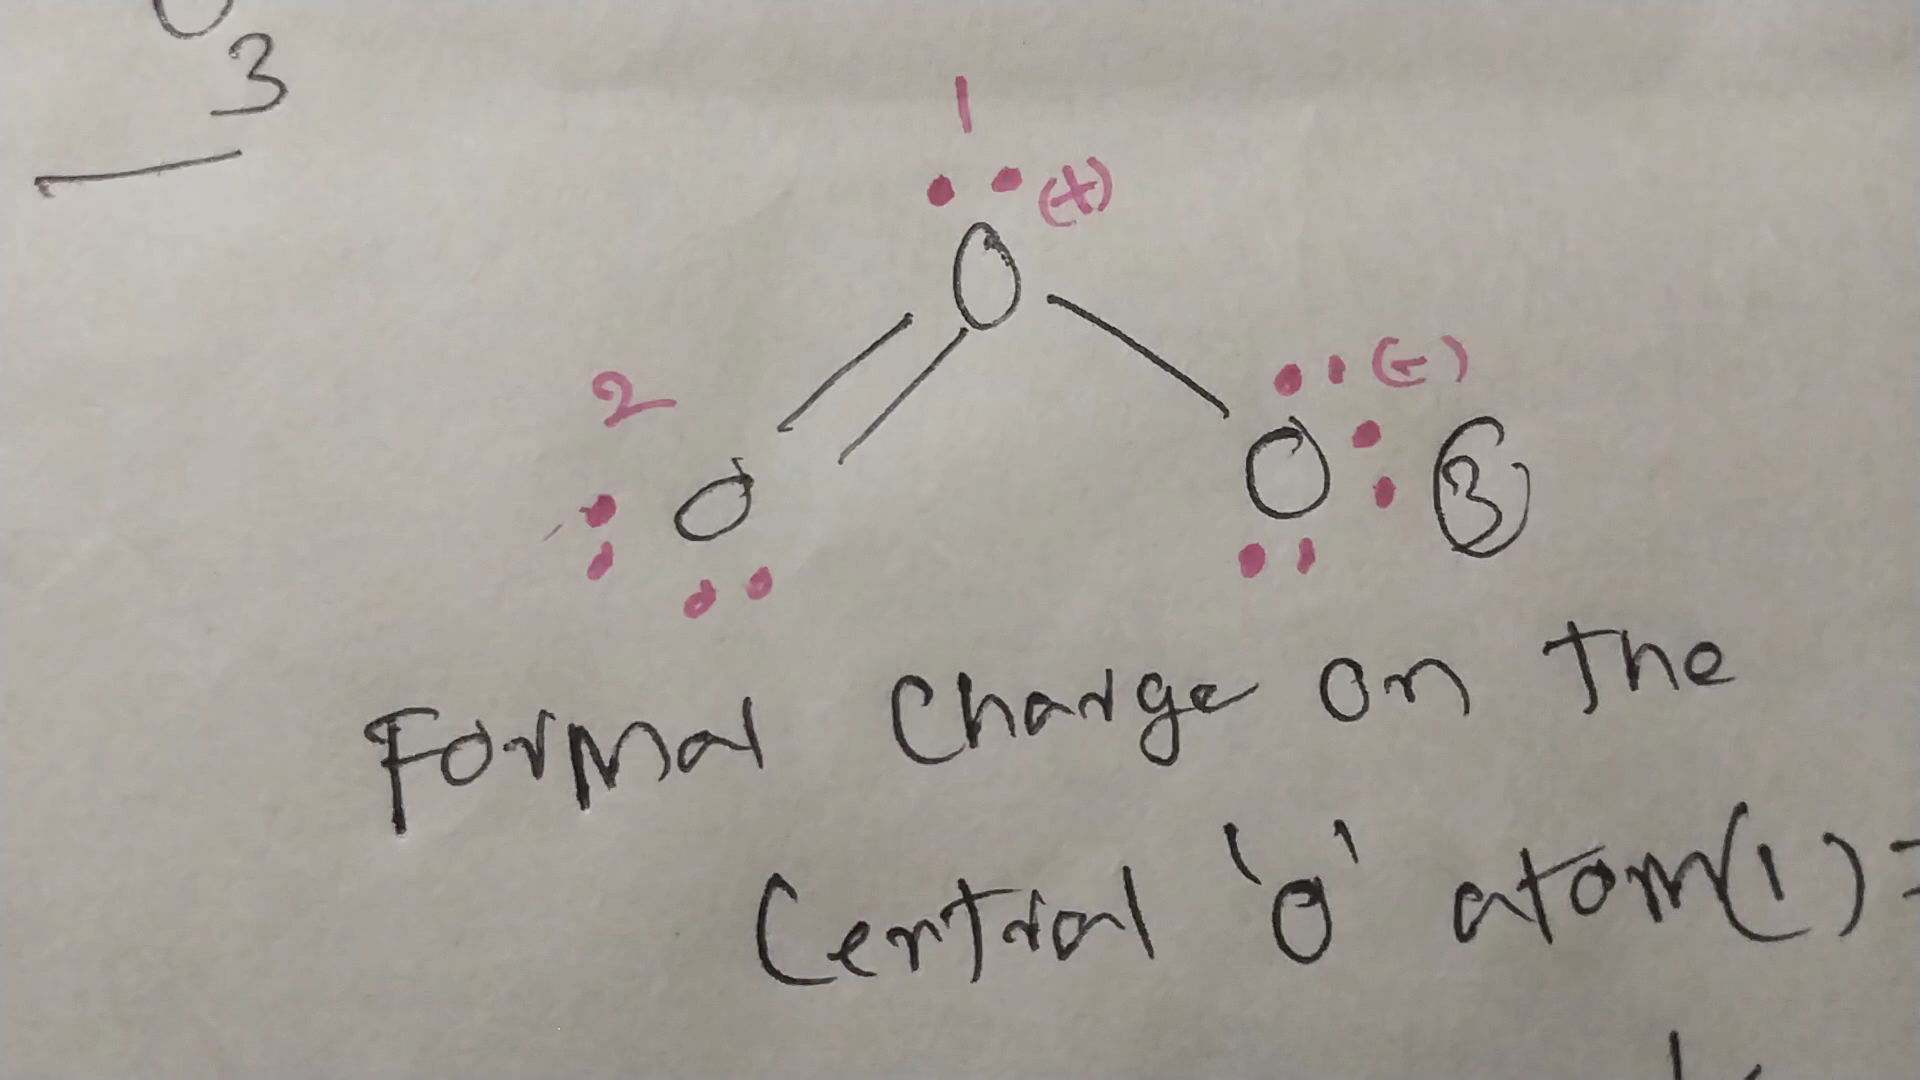 O
3
1
(+)
O
2
(-)
O
O
3
Formal Charge on The
Central 'O' atom(1)=